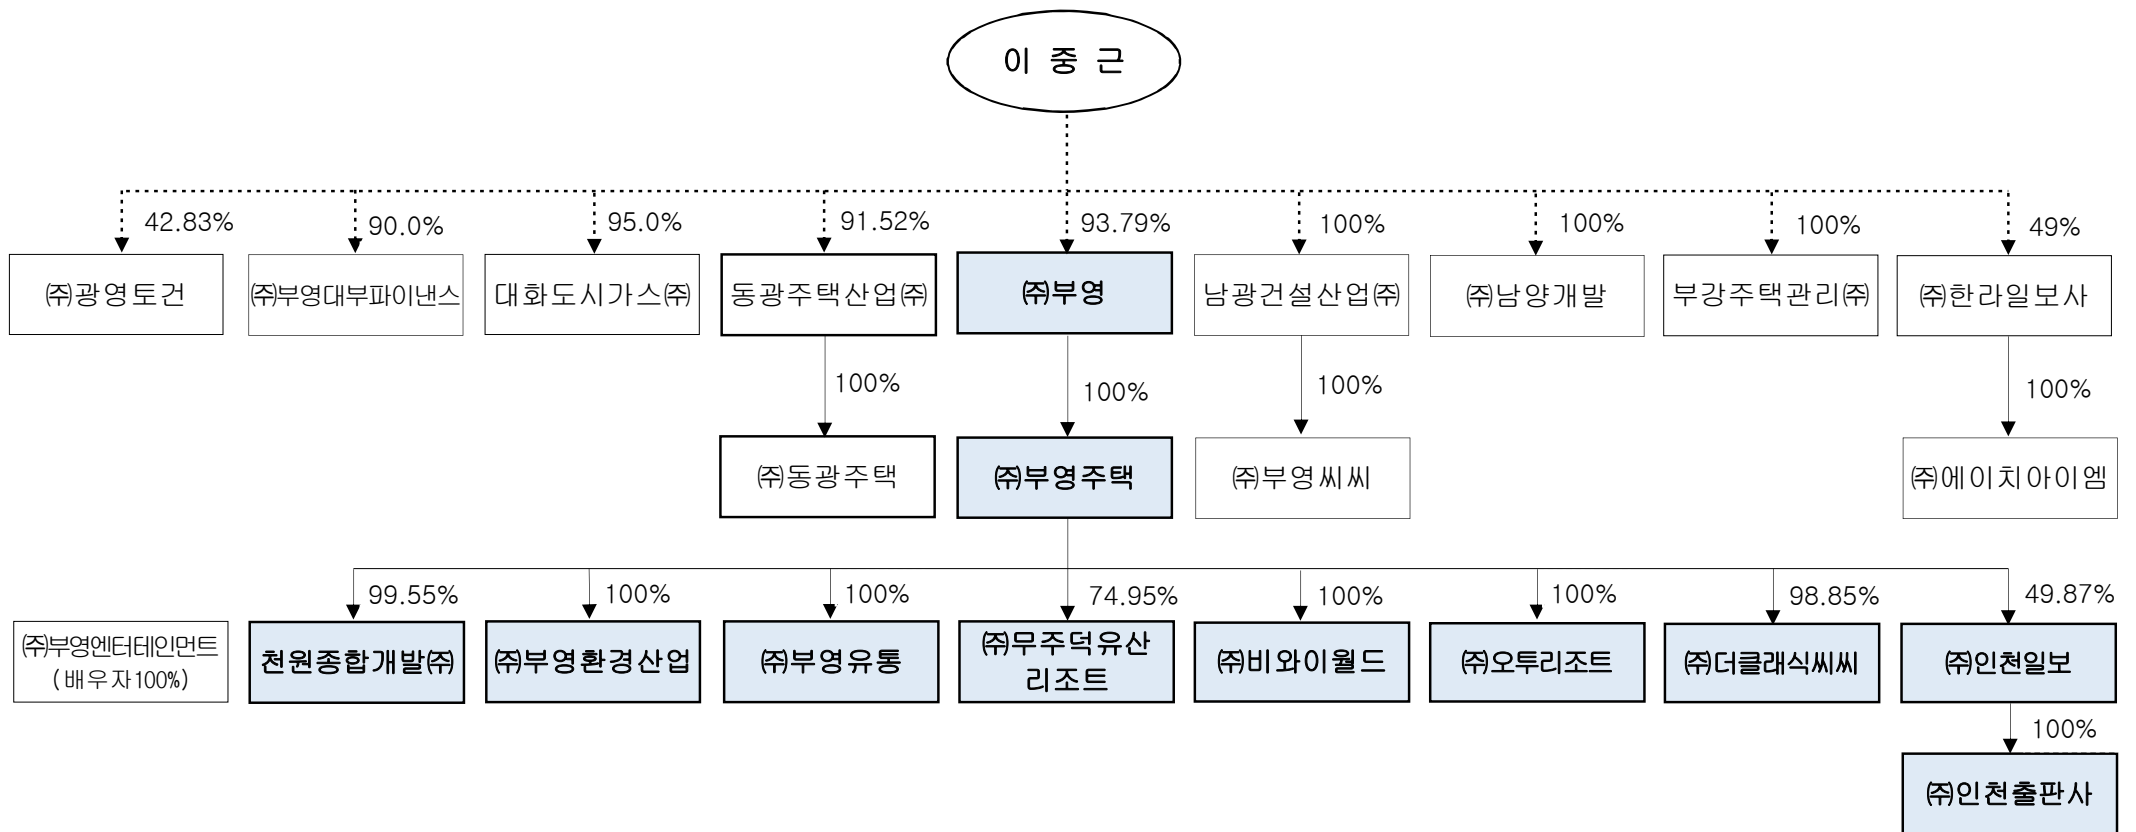 이 중 근
42.83%
90.0%
95.0%
91.52%
93.79%
100%
100%
100%
49%
㈜광영토건
㈜부영대부파이낸스
대화도시가스㈜
동광주택산업㈜
㈜부영
남광건설산업㈜
㈜남양개발
부강주택관리㈜
㈜한라일보사
100%
100%
100%
100%
㈜동광주택
㈜부영주택
㈜부영씨씨
㈜에이치아이엠
99.55%
100%
100%
74.95%
100%
100%
98.85%
49.87%
㈜부영엔터테인먼트
(배우자100%)
천원종합개발㈜
㈜부영환경산업
㈜부영유통
㈜무주덕유산
리조트
㈜비와이월드
㈜오투리조트
㈜더클래식씨씨
㈜인천일보
100%
㈜인천출판사